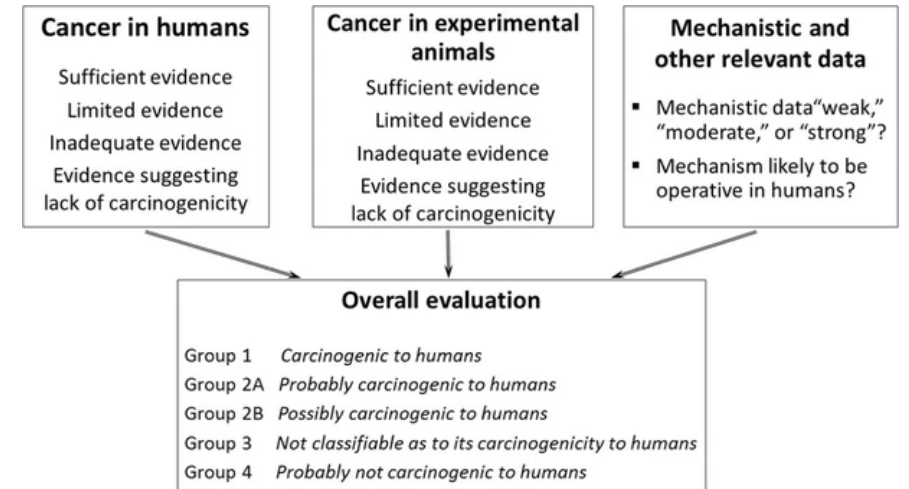 Cancer in humans
Sufficient evidence
Limited evidence
Inadequate evidence
Evidence suggesting
lack of carcinogenicity
Cancer in experimental
animals
Sufficient evidence
Limited evidence
Inadequate evidence
Evidence suggesting
lack of carcinogenicity
Mechanistic and
other relevant data
▪ Mechanistic data“weak,”
“moderate,” or “strong”?
▪ Mechanism likely to be
operative in humans?
Overall evaluation
Group 1 Carcinogenic to humans
Group 2A Probably carcinogenic to humans
Group 2B Possibly carcinogenic to humans
Group 3 Not classifiable as to its carcinogenicity to humans
Group 4 Probably not carcinogenic to humans